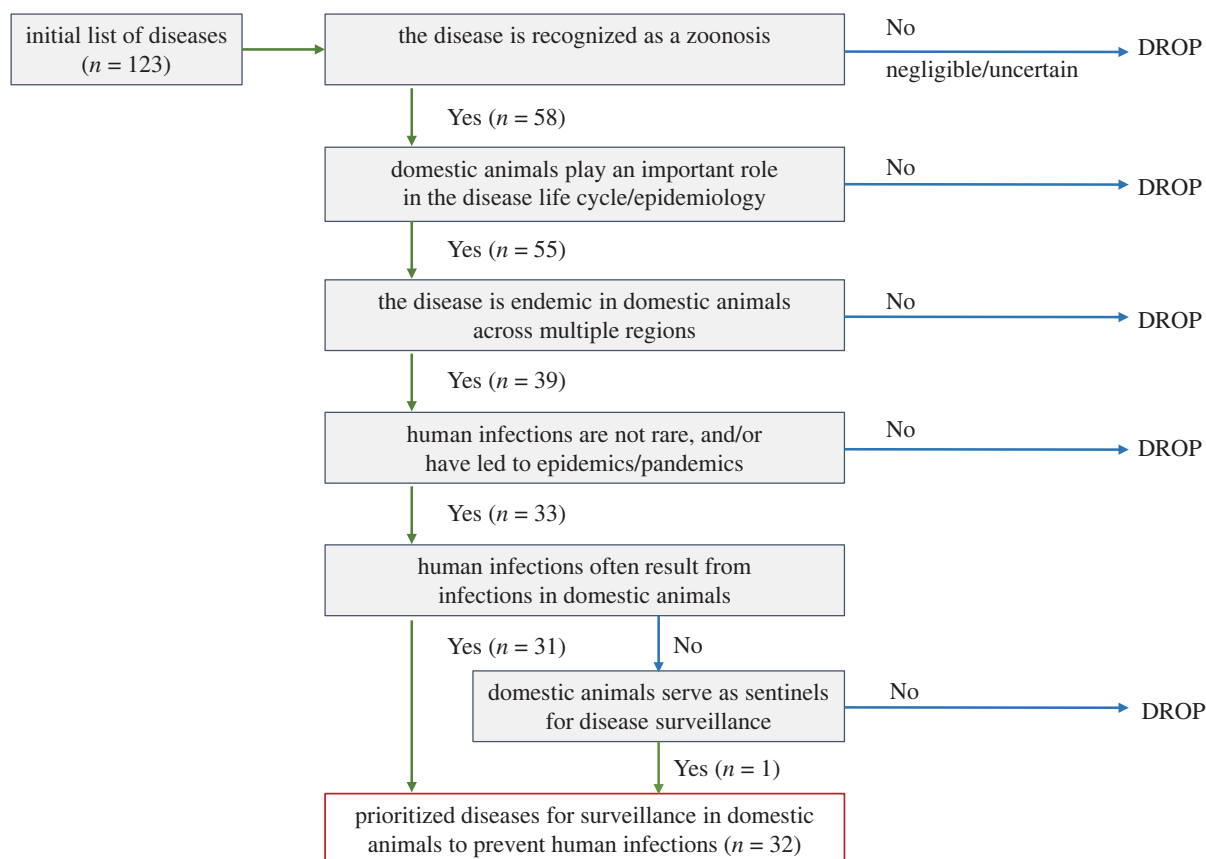 initial list of diseases
(n = 123)
the disease is recognized as a zoonosis
No
negligible/uncertain
DROP
Yes (n = 58)
domestic animals play an important role
in the disease life cycle/epidemiology
No
DROP
Yes (n = 55)
the disease is endemic in domestic animals
across multiple regions
No
DROP
Yes (n = 39)
human infections are not rare, and/or
have led to epidemics/pandemics
No
DROP
Yes (n = 33)
human infections often result from
infections in domestic animals
Yes (n = 31)
No
domestic animals serve as sentinels
for disease surveillance
No
DROP
Yes (n = 1)
prioritized diseases for surveillance in domestic
animals to prevent human infections (n = 32)